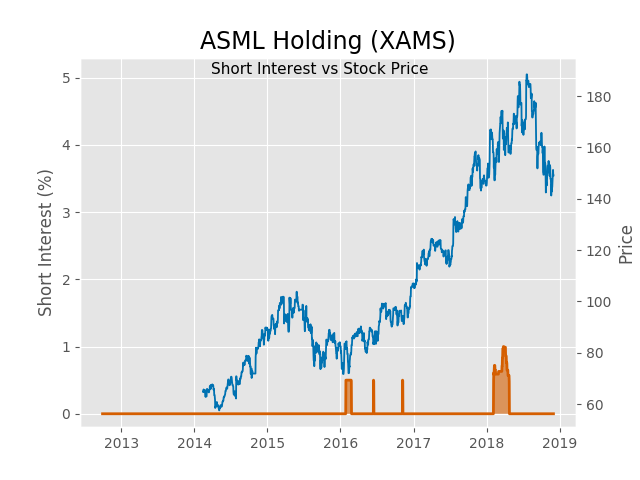 ASML Holding (XAMS)
Short Interest vs Stock Price
Short Interest (%)
5
4
3
2
1
0
180
160
140
120
100
80
60
Price
2013 2014 2015 2016 2017 2018 2019